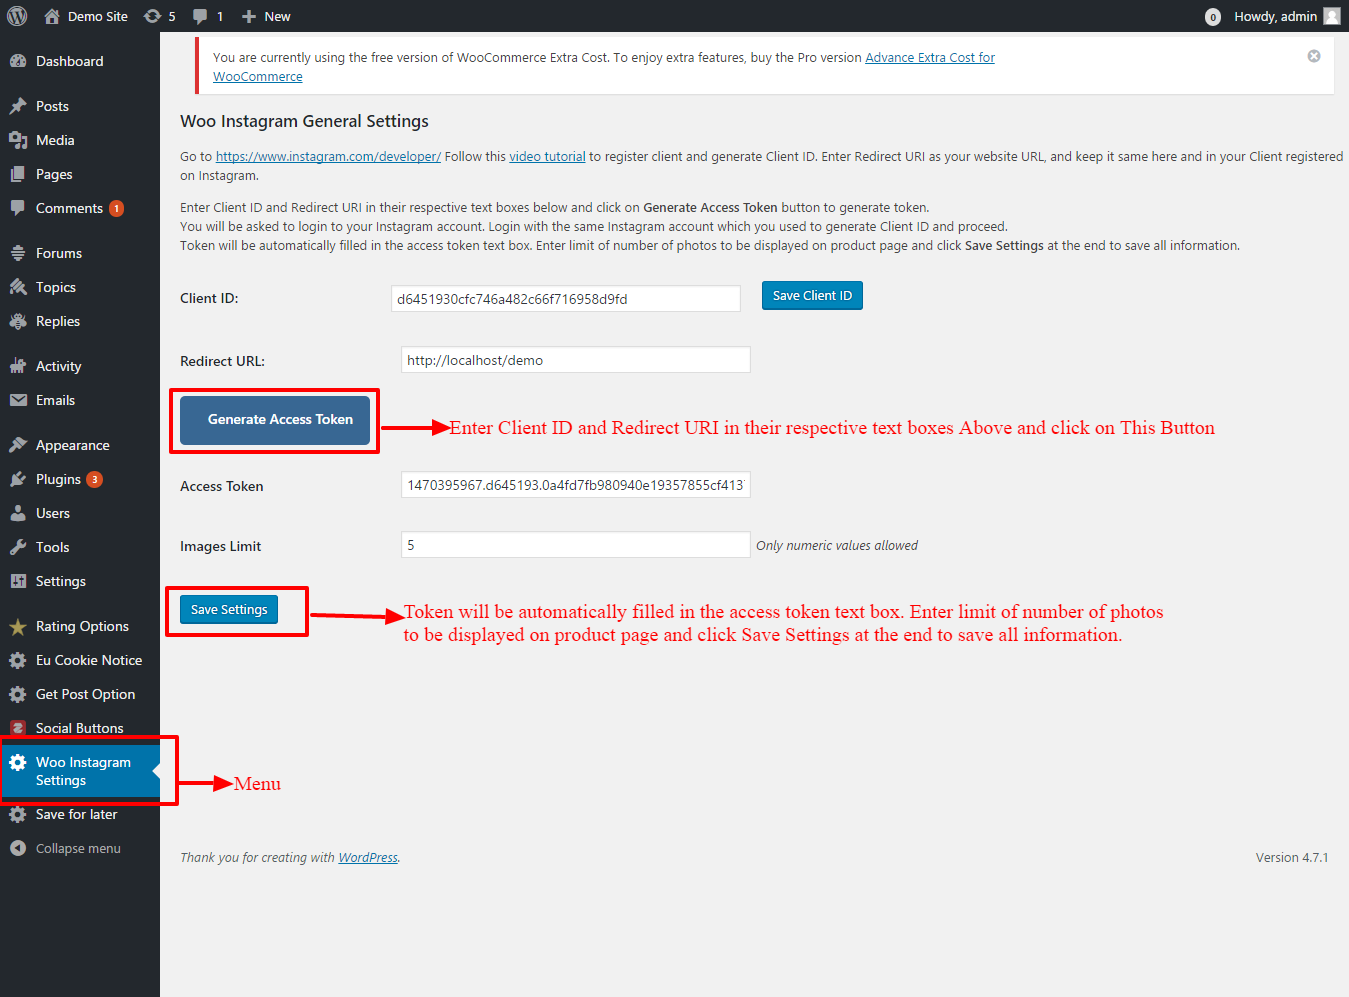 Demo Site 5 1 New 0 Howdy, admin
Dashboard
Posts
Media
Pages
Comments 1
Forums
Topics
Replies
Activity
Emails
Appearance
Plugins 3
Users
Tools
Settings
Rating Options
Eu Cookie Notice
Get Post Option
Social Buttons
Woo Instagram
Settings
Save for later
Collapse menu
You are currently using the free version of WooCommerce Extra Cost. To enjoy extra features, buy the Pro version Advance Extra Cost for
WooCommerce
Woo Instagram General Settings
Go to https://www.instagram.com/developer/ Follow this video tutorial to register client and generate Client ID. Enter Redirect URI as your website URL, and keep it same here and in your Client registered
on Instagram.
Enter Client ID and Redirect URI in their respective text boxes below and click on Generate Access Token button to generate token.
You will be asked to login to your Instagram account. Login with the same Instagram account which you used to generate Client ID and proceed.
Token will be automatically filled in the access token text box. Enter limit of number of photos to be displayed on product page and click Save Settings at the end to save all information.
Client ID: d6451930cfc746a482c66f716958d9fd Save Client ID
Redirect URL: http://localhost/demo
Generate Access Token Enter Client ID and Redirect URI in their respective text boxes Above and click on This Button
Access Token 1470395967.d645193.0a4fd7fb980940e19357855cf413
Images Limit 5 Only numeric values allowed
Save Settings Token will be automatically filled in the access token text box. Enter limit of number of photos
to be displayed on product page and click Save Settings at the end to save all information.
Menu
Thank you for creating with WordPress. Version 4.7.1